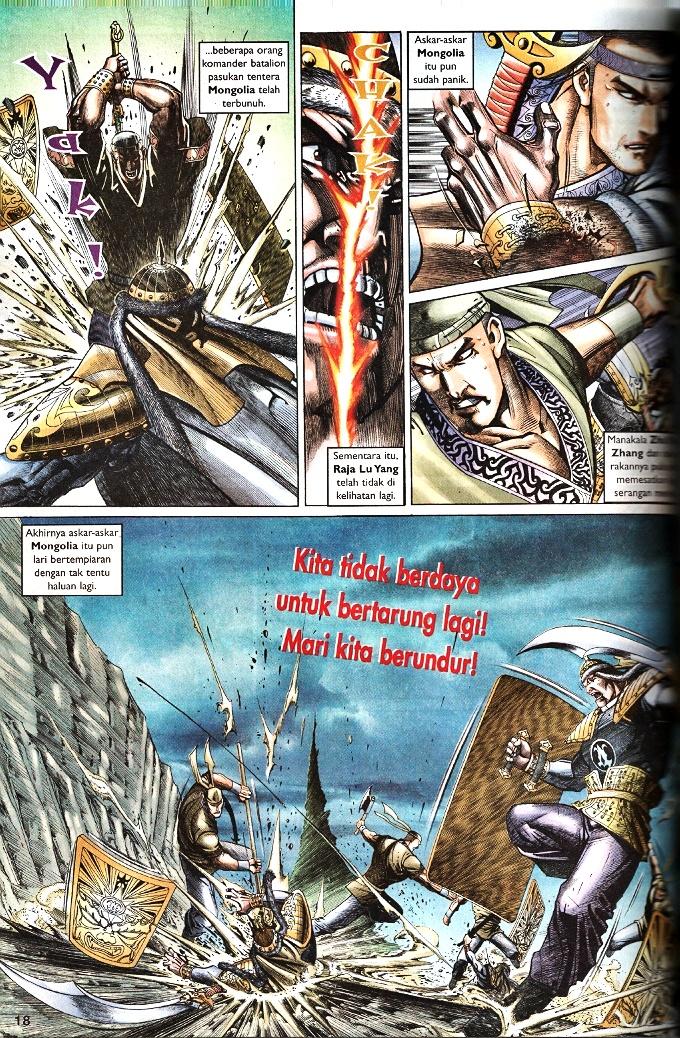 ...beberapa orang
komander batalion
pasukan tentera
Mongolia telah
terbunuh.
Yak!
CHAK!
Sementara itu,
Raja Lu Yang
telah tidak di
kelihatan lagi.
Askar-askar
Mongolia
itu pun
sudah panik.
Manakala
Zhang
rakannya
serangan
Akhirnya askar-askar
Mongolia itu pun
lari bertempiaran
dengan tak tentu
haluan lagi.
Kita tidak berdaya
untuk bertarung lagi!
Mari kita berundur!
18